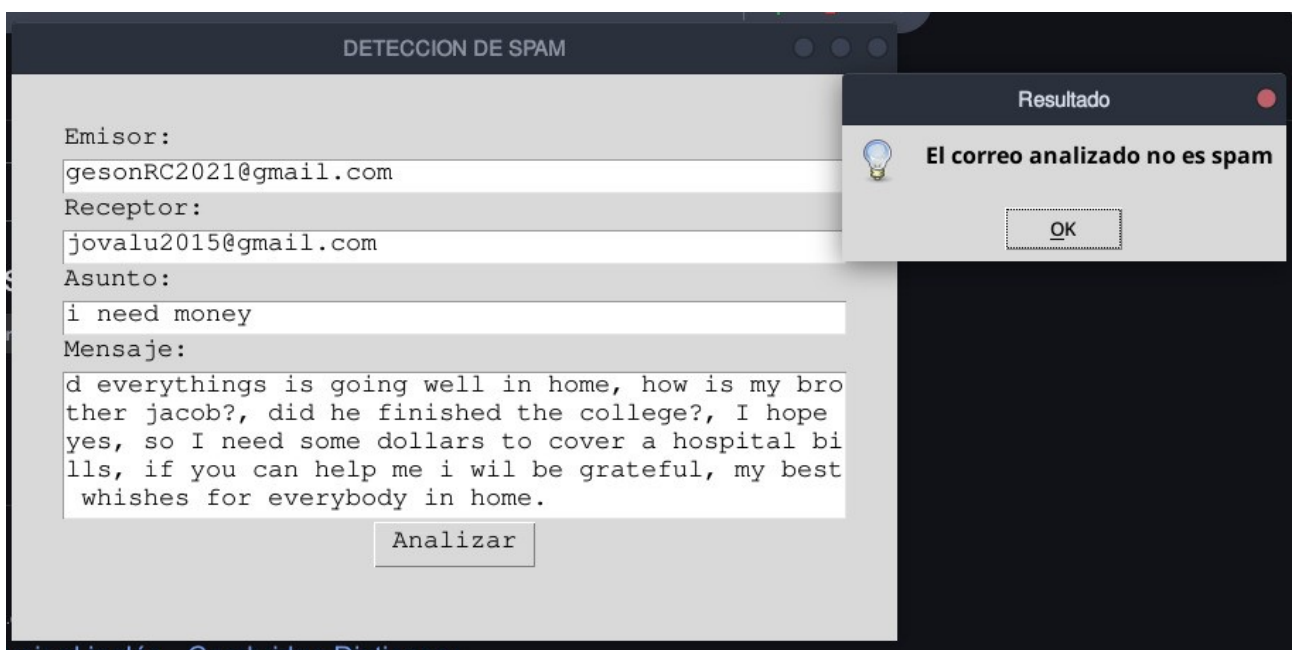 DETECCION DE SPAM
Emisor:
gesonRC2021@gmail.com
Receptor:
jovalu2015@gmail.com
Asunto:
i need money
Mensaje:
d everythings is going well in home, how is my bro
ther jacob?, did he finished the college?, I hope
yes, so I need some dollars to cover a hospital bi
lls, if you can help me i wil be grateful, my best
whishes for everybody in home.
Analizar
Resultado
El correo analizado no es spam
OK